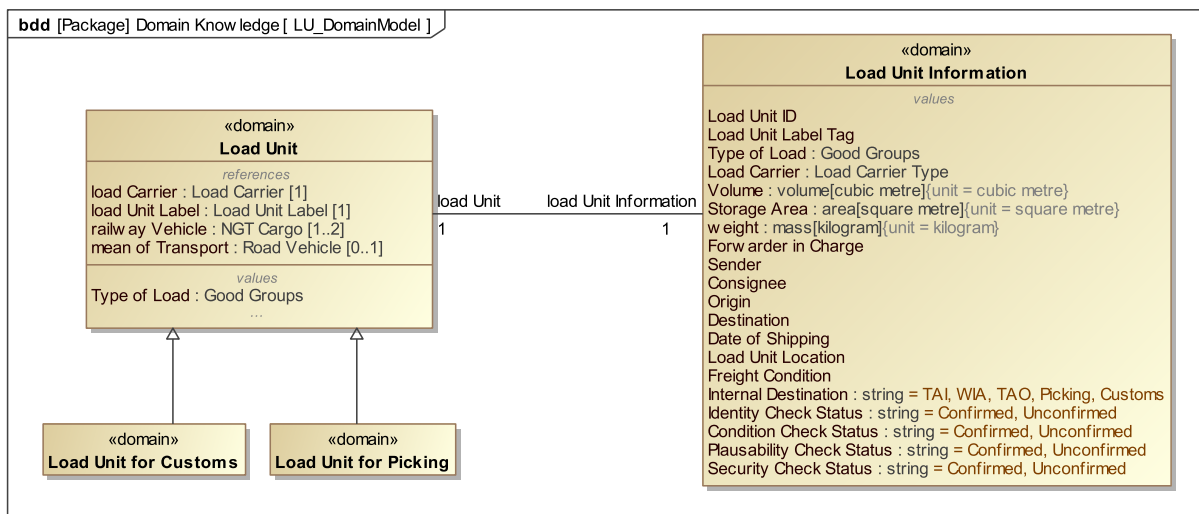 bdd [Package] Domain Knowledge [ LU_DomainModel ]
«domain»
Load Unit
references
load Carrier : Load Carrier [1]
load Unit Label : Load Unit Label [1]
railway Vehicle : NGT Cargo [1..2]
mean of Transport : Road Vehicle [0..1]
values
Type of Load : Good Groups
...
load Unit
1
load Unit Information
1
«domain»
Load Unit Information
values
Load Unit ID
Load Unit Label Tag
Type of Load : Good Groups
Load Carrier : Load Carrier Type
Volume : volume[cubic metre]{unit = cubic metre}
Storage Area : area[square metre]{unit = square metre}
weight : mass[kilogram]{unit = kilogram}
Forwarder in Charge
Sender
Consignee
Origin
Destination
Date of Shipping
Load Unit Location
Freight Condition
Internal Destination : string = TAI, WIA, TAO, Picking, Customs
Identity Check Status : string = Confirmed, Unconfirmed
Condition Check Status : string = Confirmed, Unconfirmed
Plausability Check Status : string = Confirmed, Unconfirmed
Security Check Status : string = Confirmed, Unconfirmed
«domain»
Load Unit for Customs
«domain»
Load Unit for Picking